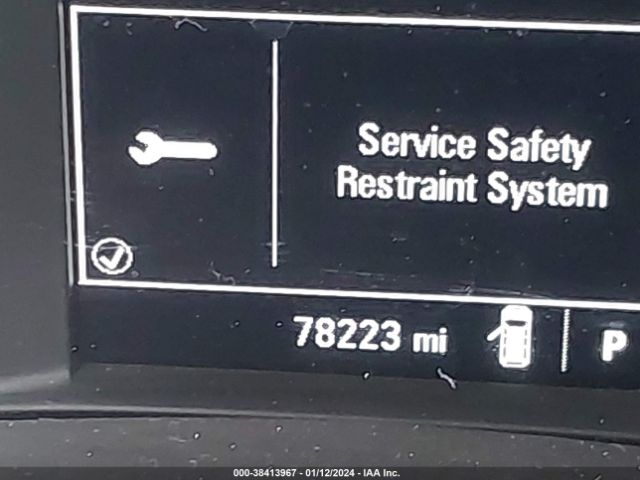 Service Safety
Restraint System
78223 mi
P
000-38413967 - 01/12/2024 - IAA Inc.